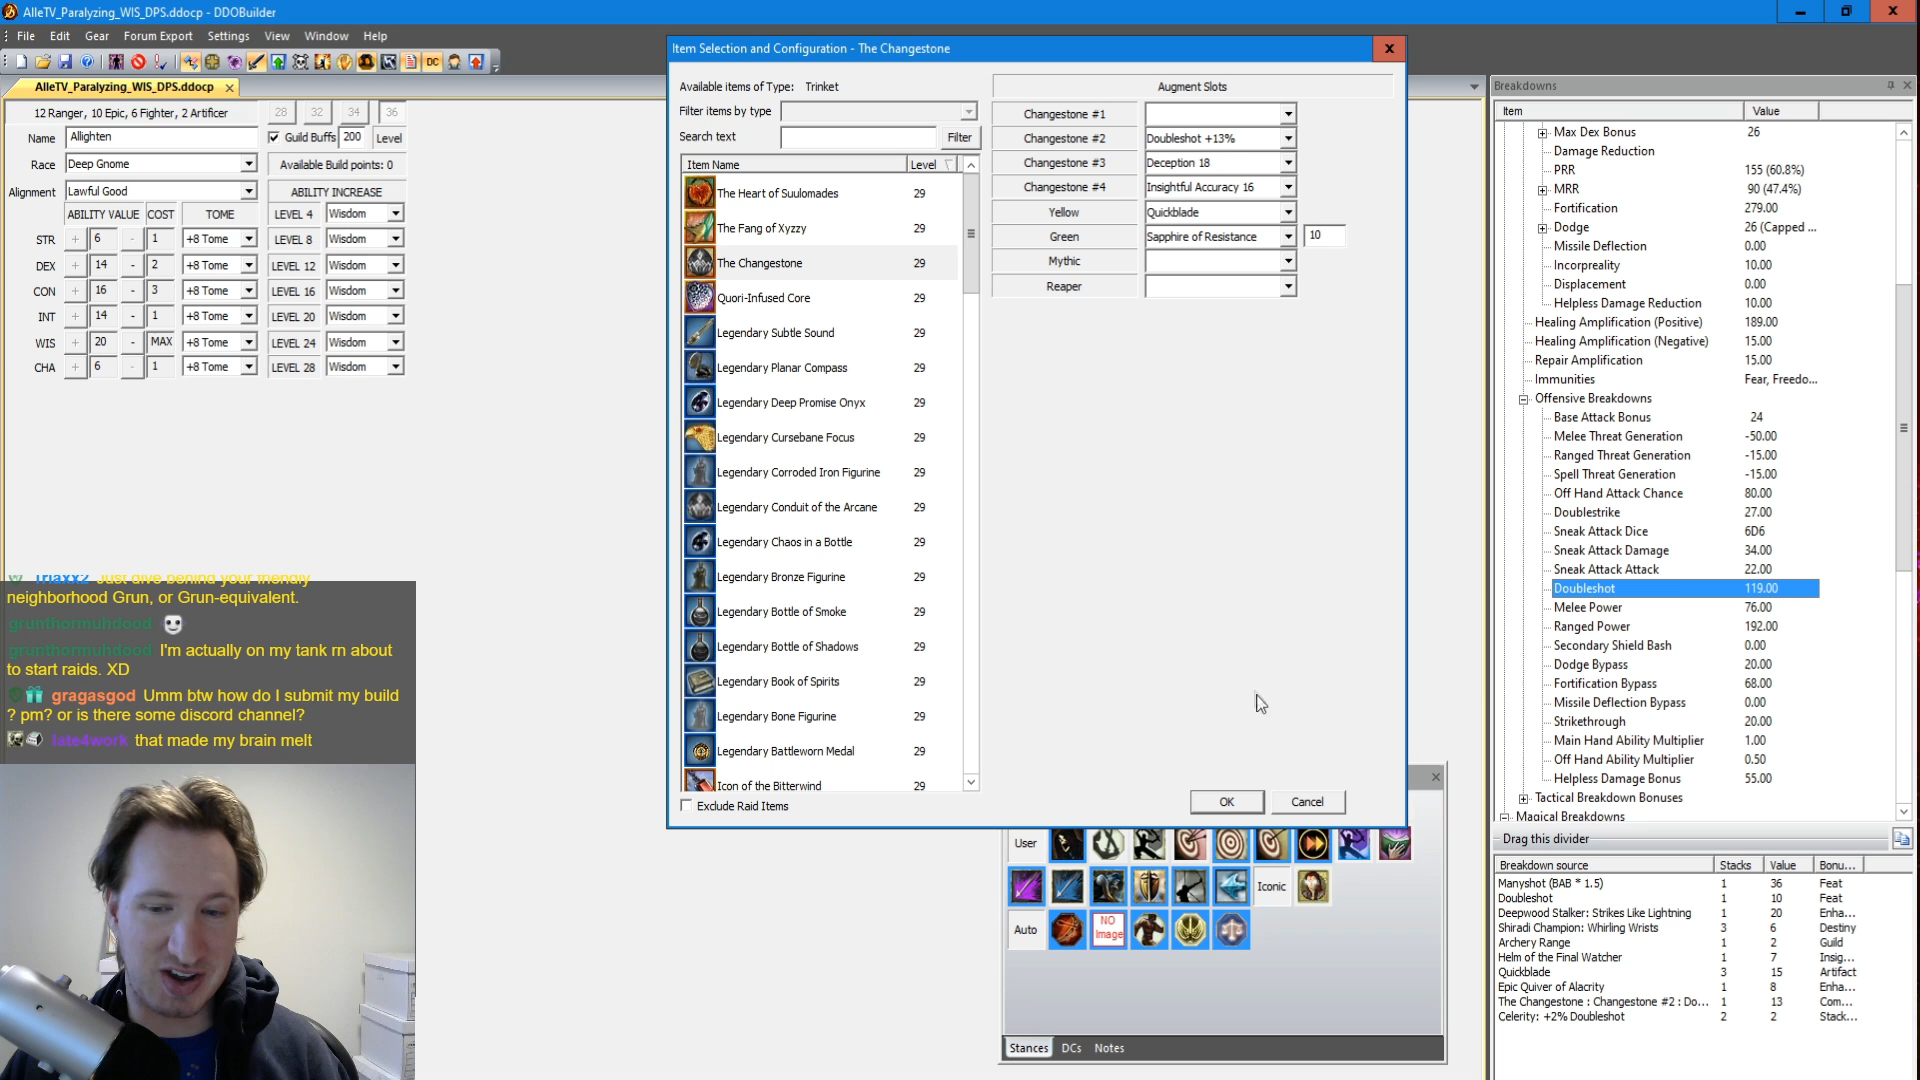 AlleTV_Paralyzing_WIS_DPS.ddocp - DDOBuilder
File Edit Gear Forum Export Settings View Window Help
DC
AlleTV_Paralyzing_WIS_DPS.ddocp
12 Ranger, 10 Epic, 6 Fighter, 2 Artificer 28 32 34 36
Name Allighten Guild Buffs 200 Level
Race Deep Gnome Available Build points: 0
Alignment Lawful Good ABILITY INCREASE
ABILITY VALUE COST TOME LEVEL 4 Wisdom
STR + 6 - 1 +8 Tome LEVEL 8 Wisdom
DEX + 14 - 2 +8 Tome LEVEL 12 Wisdom
CON + 16 - 3 +8 Tome LEVEL 16 Wisdom
INT + 14 - 1 +8 Tome LEVEL 20 Wisdom
WIS + 20 - MAX +8 Tome LEVEL 24 Wisdom
CHA + 6 - 1 +8 Tome LEVEL 28 Wisdom
Triaxx2 Just dive behind your friendly
neighborhood Grun, or Grun-equivalent.
grunthormuhdood
grunthormuhdood I'm actually on my tank rn about
to start raids. XD
gragasgod Umm btw how do I submit my build
? pm? or is there some discord channel?
late4work that made my brain melt
Item Selection and Configuration - The Changestone
Available items of Type: Trinket
Filter items by type
Search text Filter
Item Name Level
The Heart of Suulomades 29
The Fang of Xyzzy 29
The Changestone 29
Quori-Infused Core 29
Legendary Subtle Sound 29
Legendary Planar Compass 29
Legendary Deep Promise Onyx 29
Legendary Cursebane Focus 29
Legendary Corroded Iron Figurine 29
Legendary Conduit of the Arcane 29
Legendary Chaos in a Bottle 29
Legendary Bronze Figurine 29
Legendary Bottle of Smoke 29
Legendary Bottle of Shadows 29
Legendary Book of Spirits 29
Legendary Bone Figurine 29
Legendary Battleworn Medal 29
Icon of the Bitterwind 29
Exclude Raid Items
Augment Slots
Changestone #1
Changestone #2 Doubleshot +13%
Changestone #3 Deception 18
Changestone #4 Insightful Accuracy 16
Yellow Quickblade
Green Sapphire of Resistance 10
Mythic
Reaper
OK Cancel
User
Iconic
Auto NO Image
Stances DCs Notes
Breakdowns
Item Value
Max Dex Bonus 26
Damage Reduction
PRR 155 (60.8%)
MRR 90 (47.4%)
Fortification 279.00
Dodge 26 (Capped ...
Missile Deflection 0.00
Incorpreality 10.00
Displacement 0.00
Helpless Damage Reduction 10.00
Healing Amplification (Positive) 189.00
Healing Amplification (Negative) 15.00
Repair Amplification 15.00
Immunities Fear, Freedo...
Offensive Breakdowns
Base Attack Bonus 24
Melee Threat Generation -50.00
Ranged Threat Generation -15.00
Spell Threat Generation -15.00
Off Hand Attack Chance 80.00
Doublestrike 27.00
Sneak Attack Dice 6D6
Sneak Attack Damage 34.00
Sneak Attack Attack 22.00
Doubleshot 119.00
Melee Power 76.00
Ranged Power 192.00
Secondary Shield Bash 0.00
Dodge Bypass 20.00
Fortification Bypass 68.00
Missile Deflection Bypass 0.00
Strikethrough 20.00
Main Hand Ability Multiplier 1.00
Off Hand Ability Multiplier 0.50
Helpless Damage Bonus 55.00
Tactical Breakdown Bonuses
Magical Breakdowns
Drag this divider
Breakdown source Stacks Value Bonu...
Manyshot (BAB * 1.5) 1 36 Feat
Doubleshot 1 10 Feat
Deepwood Stalker: Strikes Like Lightning 1 20 Enha...
Shiradi Champion: Whirling Wrists 3 6 Destiny
Archery Range 1 2 Guild
Helm of the Final Watcher 1 7 Insig...
Quickblade 3 15 Artifact
Epic Quiver of Alacrity 1 8 Enha...
The Changestone : Changestone #2 : Do... 1 13 Com...
Celerity: +2% Doubleshot 2 2 Stack...